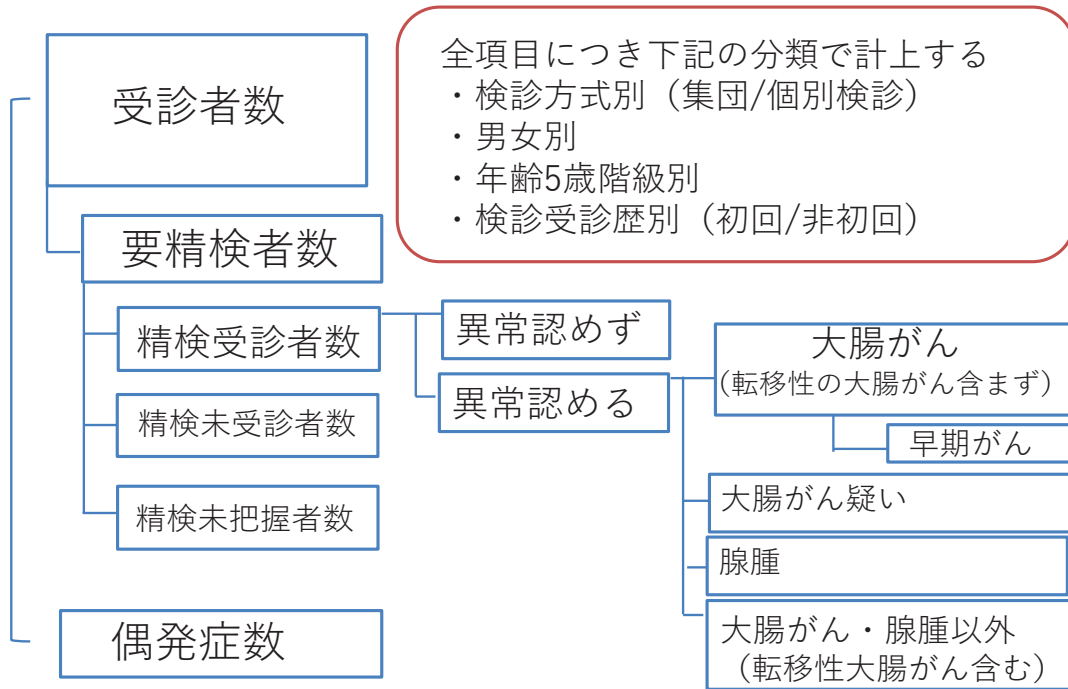 受診者数
全項目につき下記の分類で計上する
・検診方式別（集団/個別検診）
・男女別
・年齢5歳階級別
・検診受診歴別（初回/非初回）
要精検者数
精検受診者数
異常認めず
異常認める
大腸がん
(転移性の大腸がん含まず）
早期がん
精検未受診者数
大腸がん疑い
精検未把握者数
腺腫
大腸がん・腺腫以外
（転移性大腸がん含む）
偶発症数